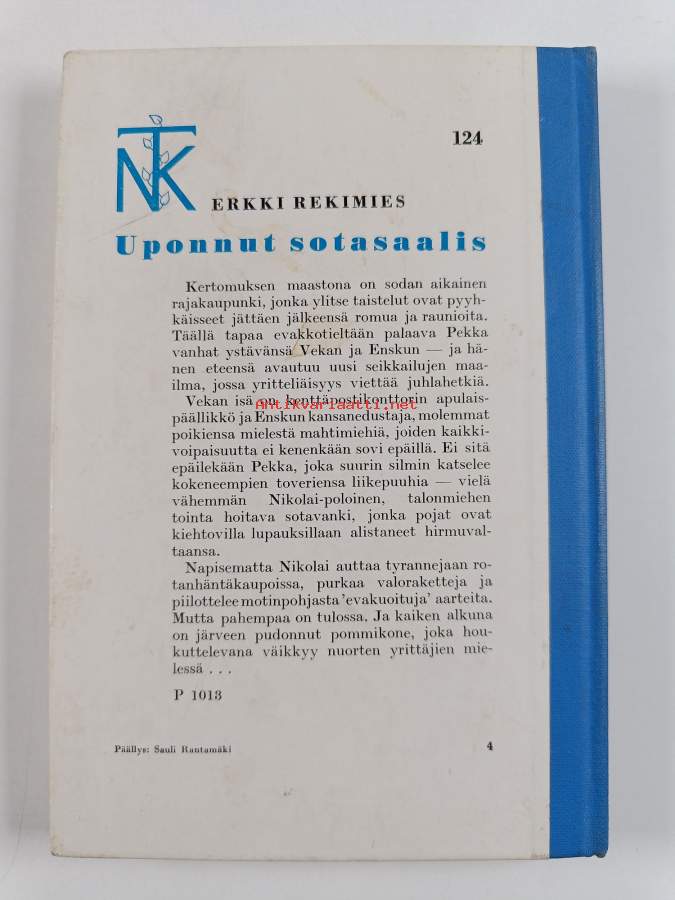 NTK
124
ERKKI REKIMIES
Uponnut sotasaalis
Kertomuksen maastona on sodan aikainen
rajakaupunki, jonka ylitse taistelut ovat pyyh-
käisseet jättäen jälkeensä romua ja raunioita.
Täällä tapaa evakkotieltään palaava Pekka
vanhat ystävänsä Vekan ja Enskun — ja hä-
nen eteensä avautuu uusi seikkailujen maa-
ilma, jossa yritteliäisyys viettää juhlahetkiä.
Vekan isä on kenttäpostikonttorin apulais-
Antikvariaatti.net
päällikkö ja Enskun kansanedustaja, molemmat
poikiensa mielestä mahtimiehiä, joiden kaikki-
voipaisuutta ei kenenkään sovi epäillä. Ei sitä
epäilekään Pekka, joka suurin silmin katselee
kokeneempien toveriensa liikepuuhia — vielä
vähemmän Nikolai-poloinen, talonmiehen
tointa hoitava sotavanki, jonka pojat ovat
kiehtovilla lupauksillaan alistaneet hirmuval-
taansa.
Napisematta Nikolai auttaa tyrannejaan ro-
tanhäntäkaupoissa, purkaa valoraketteja ja
piilottelee motinpohjasta 'evakuoituja' aarteita.
Mutta pahempaa on tulossa. Ja kaiken alkuna
on järveen pudonnut pommikone, joka hou-
kuttelevana väikkyy nuorten yrittäjien mie-
lessä . . .
P 1013
Päällys: Sauli Rantamäki
4